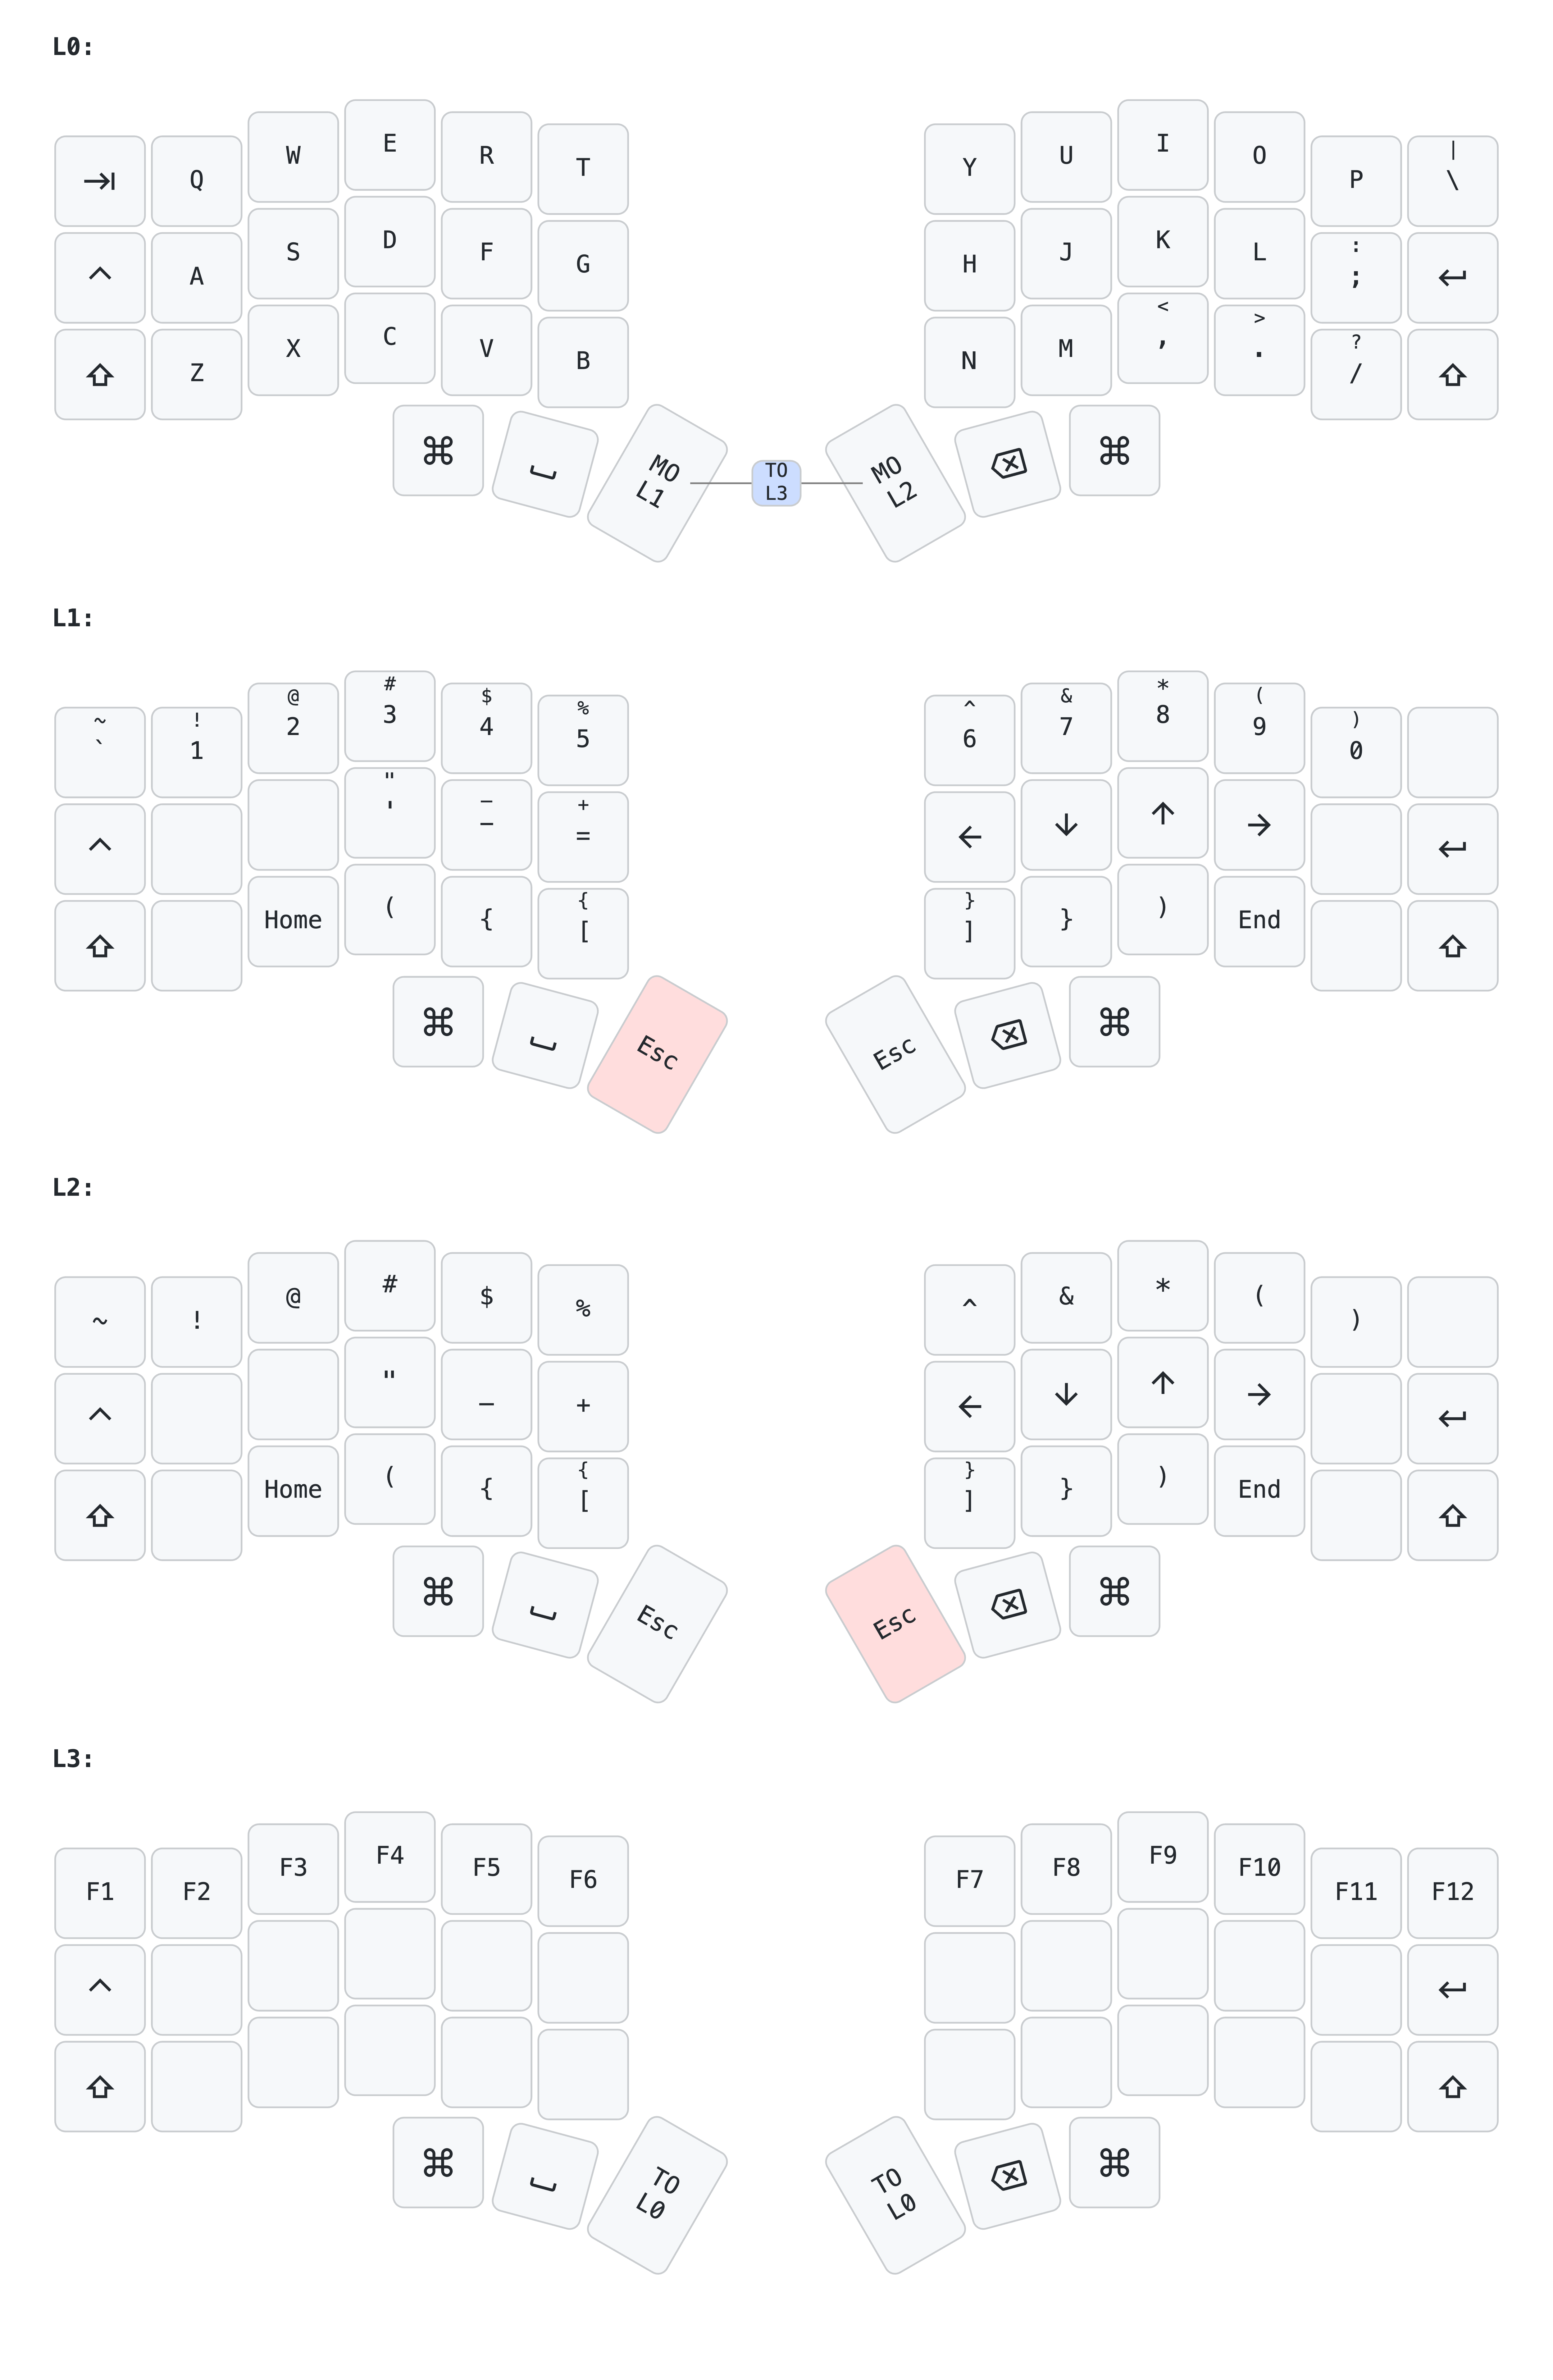 L0:
⇥ Q W E R T Y U I O P | \
^ A S D F G H J K L : ; ↵
⇧ Z X C V B N M < , > . ? / ⇧
⌘ ⎵ MO L1 TO L3 MO L2 ⌫ ⌘
L1:
~ ` ! 1 @ 2 # 3 $ 4 % 5 ^ 6 & 7 * 8 ( 9 ) 0
^ " ' _ - + = ← ↓ ↑ → ↵
⇧ Home ( { { [ } ] } ) End ⇧
⌘ ⎵ Esc Esc ⌫ ⌘
L2:
~ ! @ # $ % ^ & * ( )
^ " _ + ← ↓ ↑ → ↵
⇧ Home ( { { [ } ] } ) End ⇧
⌘ ⎵ Esc Esc ⌫ ⌘
L3:
F1 F2 F3 F4 F5 F6 F7 F8 F9 F10 F11 F12
^ ↵
⇧ ⇧
⌘ ⎵ TO L0 TO L0 ⌫ ⌘